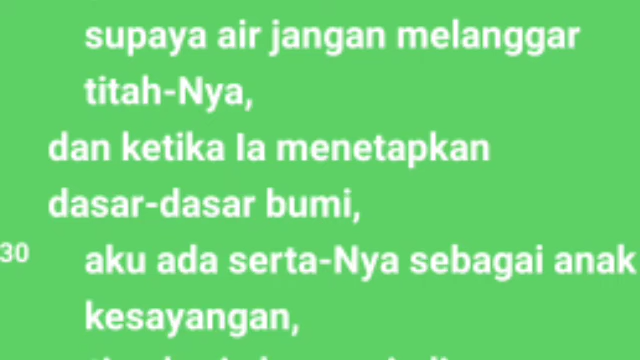 supaya air jangan melanggar
titah-Nya,
dan ketika Ia menetapkan
dasar-dasar bumi,
30 aku ada serta-Nya sebagai anak
kesayangan,